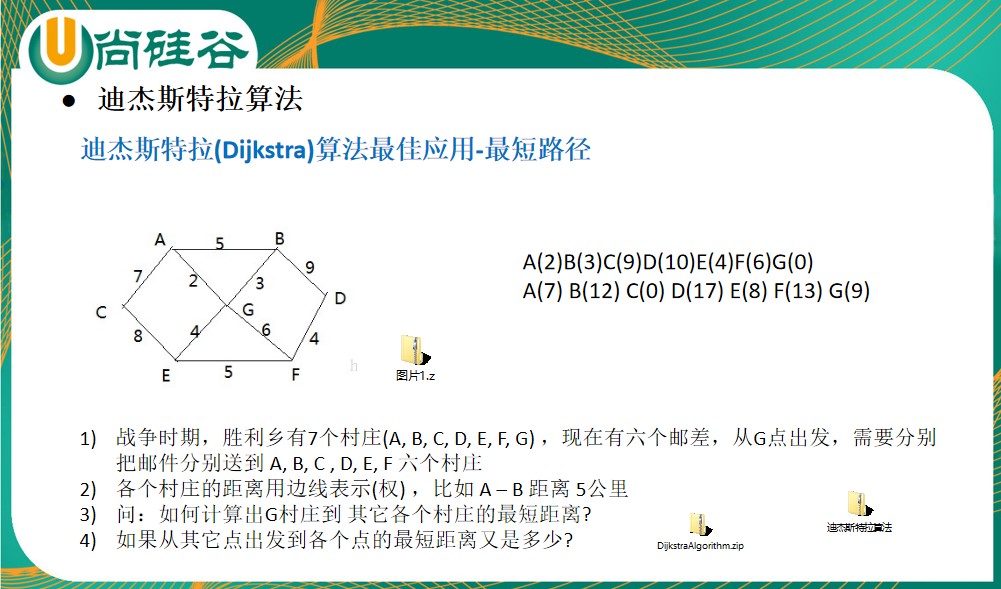 U尚硅谷
● 迪杰斯特拉算法
迪杰斯特拉(Dijkstra)算法最佳应用-最短路径
A 5 B
7 2 3 9
C G D
8 4 6 4
E 5 F
h
图片1.z
A(2)B(3)C(9)D(10)E(4)F(6)G(0)
A(7) B(12) C(0) D(17) E(8) F(13) G(9)
1) 战争时期，胜利乡有7个村庄(A, B, C, D, E, F, G) ，现在有六个邮差，从G点出发，需要分别
把邮件分别送到 A, B, C , D, E, F 六个村庄
2) 各个村庄的距离用边线表示(权) ，比如 A – B 距离 5公里
3) 问：如何计算出G村庄到 其它各个村庄的最短距离?
4) 如果从其它点出发到各个点的最短距离又是多少?
DijkstraAlgorithm.zip
迪杰斯特拉算法